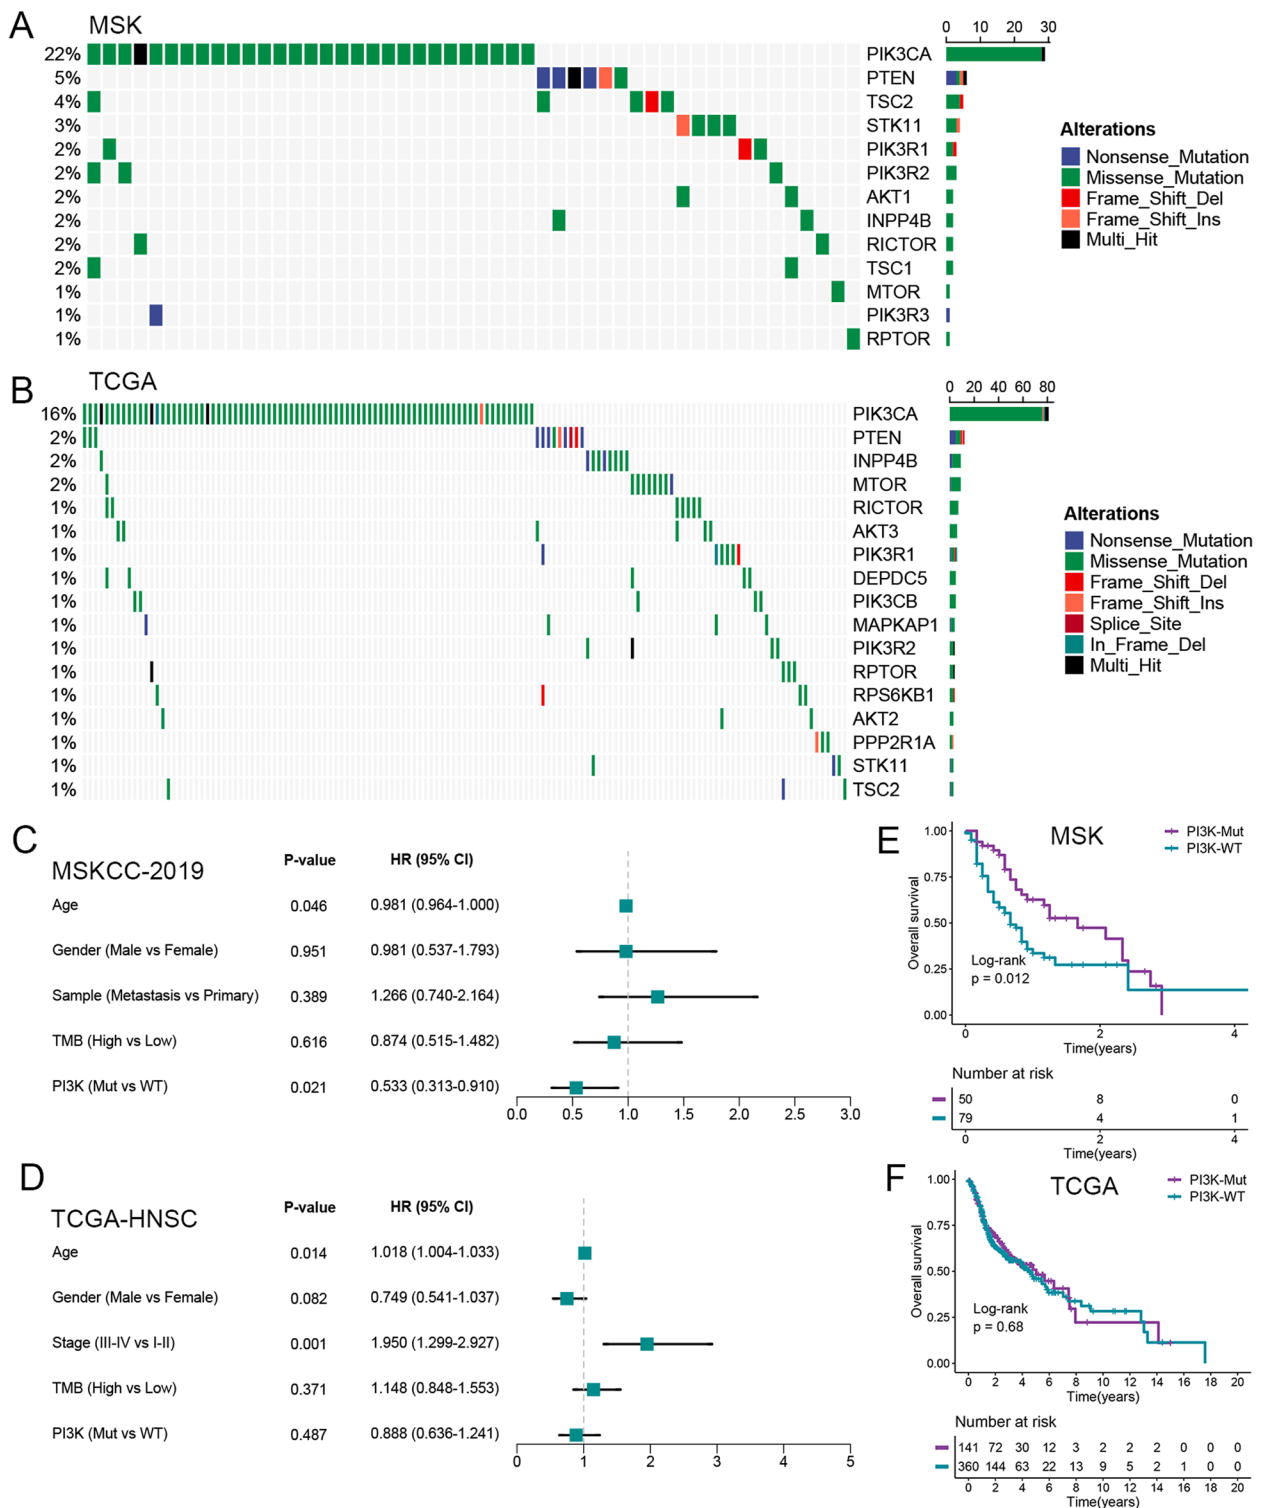 A
MSK
0 10 20 30
22% PIK3CA
5% PTEN
4% TSC2
3% STK11
2% PIK3R1
2% PIK3R2
2% AKT1
2% INPP4B
2% RICTOR
2% TSC1
1% MTOR
1% PIK3R3
1% RPTOR
Alterations
Nonsense_Mutation
Missense_Mutation
Frame_Shift_Del
Frame_Shift_Ins
Multi_Hit
B
TCGA
0 20 40 60 80
16% PIK3CA
2% PTEN
2% INPP4B
2% MTOR
1% RICTOR
1% AKT3
1% PIK3R1
1% DEPDC5
1% PIK3CB
1% MAPKAP1
1% PIK3R2
1% RPTOR
1% RPS6KB1
1% AKT2
1% PPP2R1A
1% STK11
1% TSC2
Alterations
Nonsense_Mutation
Missense_Mutation
Frame_Shift_Del
Frame_Shift_Ins
Splice_Site
In_Frame_Del
Multi_Hit
C
MSKCC-2019
P-value HR (95% CI)
Age 0.046 0.981 (0.964-1.000)
Gender (Male vs Female) 0.951 0.981 (0.537-1.793)
Sample (Metastasis vs Primary) 0.389 1.266 (0.740-2.164)
TMB (High vs Low) 0.616 0.874 (0.515-1.482)
PI3K (Mut vs WT) 0.021 0.533 (0.313-0.910)
0.0 0.5 1.0 1.5 2.0 2.5 3.0
D
TCGA-HNSC
P-value HR (95% CI)
Age 0.014 1.018 (1.004-1.033)
Gender (Male vs Female) 0.082 0.749 (0.541-1.037)
Stage (III-IV vs I-II) 0.001 1.950 (1.299-2.927)
TMB (High vs Low) 0.371 1.148 (0.848-1.553)
PI3K (Mut vs WT) 0.487 0.888 (0.636-1.241)
0 1 2 3 4 5
E
MSK
PI3K-Mut
PI3K-WT
Overall survival
1.00
0.75
0.50
0.25
0.00
Log-rank
p = 0.012
0 2 4
Time(years)
Number at risk
50 8 0
79 4 1
0 2 4
Time(years)
F
TCGA
PI3K-Mut
PI3K-WT
Overall survival
1.00
0.75
0.50
0.25
0.00
Log-rank
p = 0.68
0 2 4 6 8 10 12 14 16 18 20
Time(years)
Number at risk
141 72 30 12 3 2 2 2 0 0 0
360 144 63 22 13 9 5 2 1 0 0
0 2 4 6 8 10 12 14 16 18 20
Time(years)